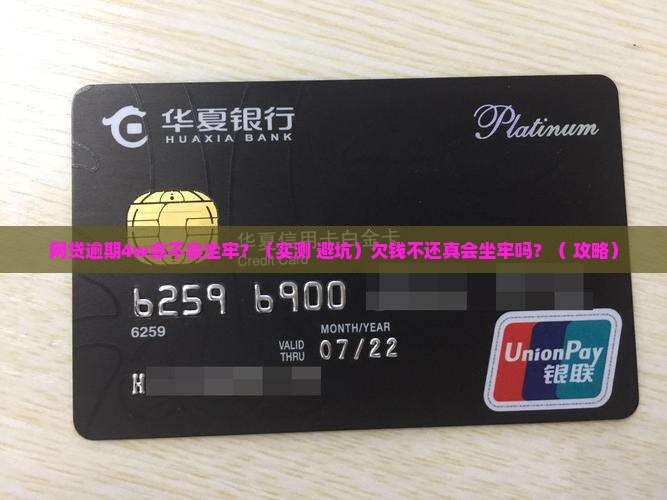 华夏银行
HUAXIA BANK
Platinum
华夏信用卡白金卡
Credit Card
网贷逾期4w会不会坐牢？（实测 避坑）欠钱不还真会坐牢吗？（ 攻略）
6259 6900
6259
MONTH/YEAR
VALID THRU 07/22
H
UnionPay
银联